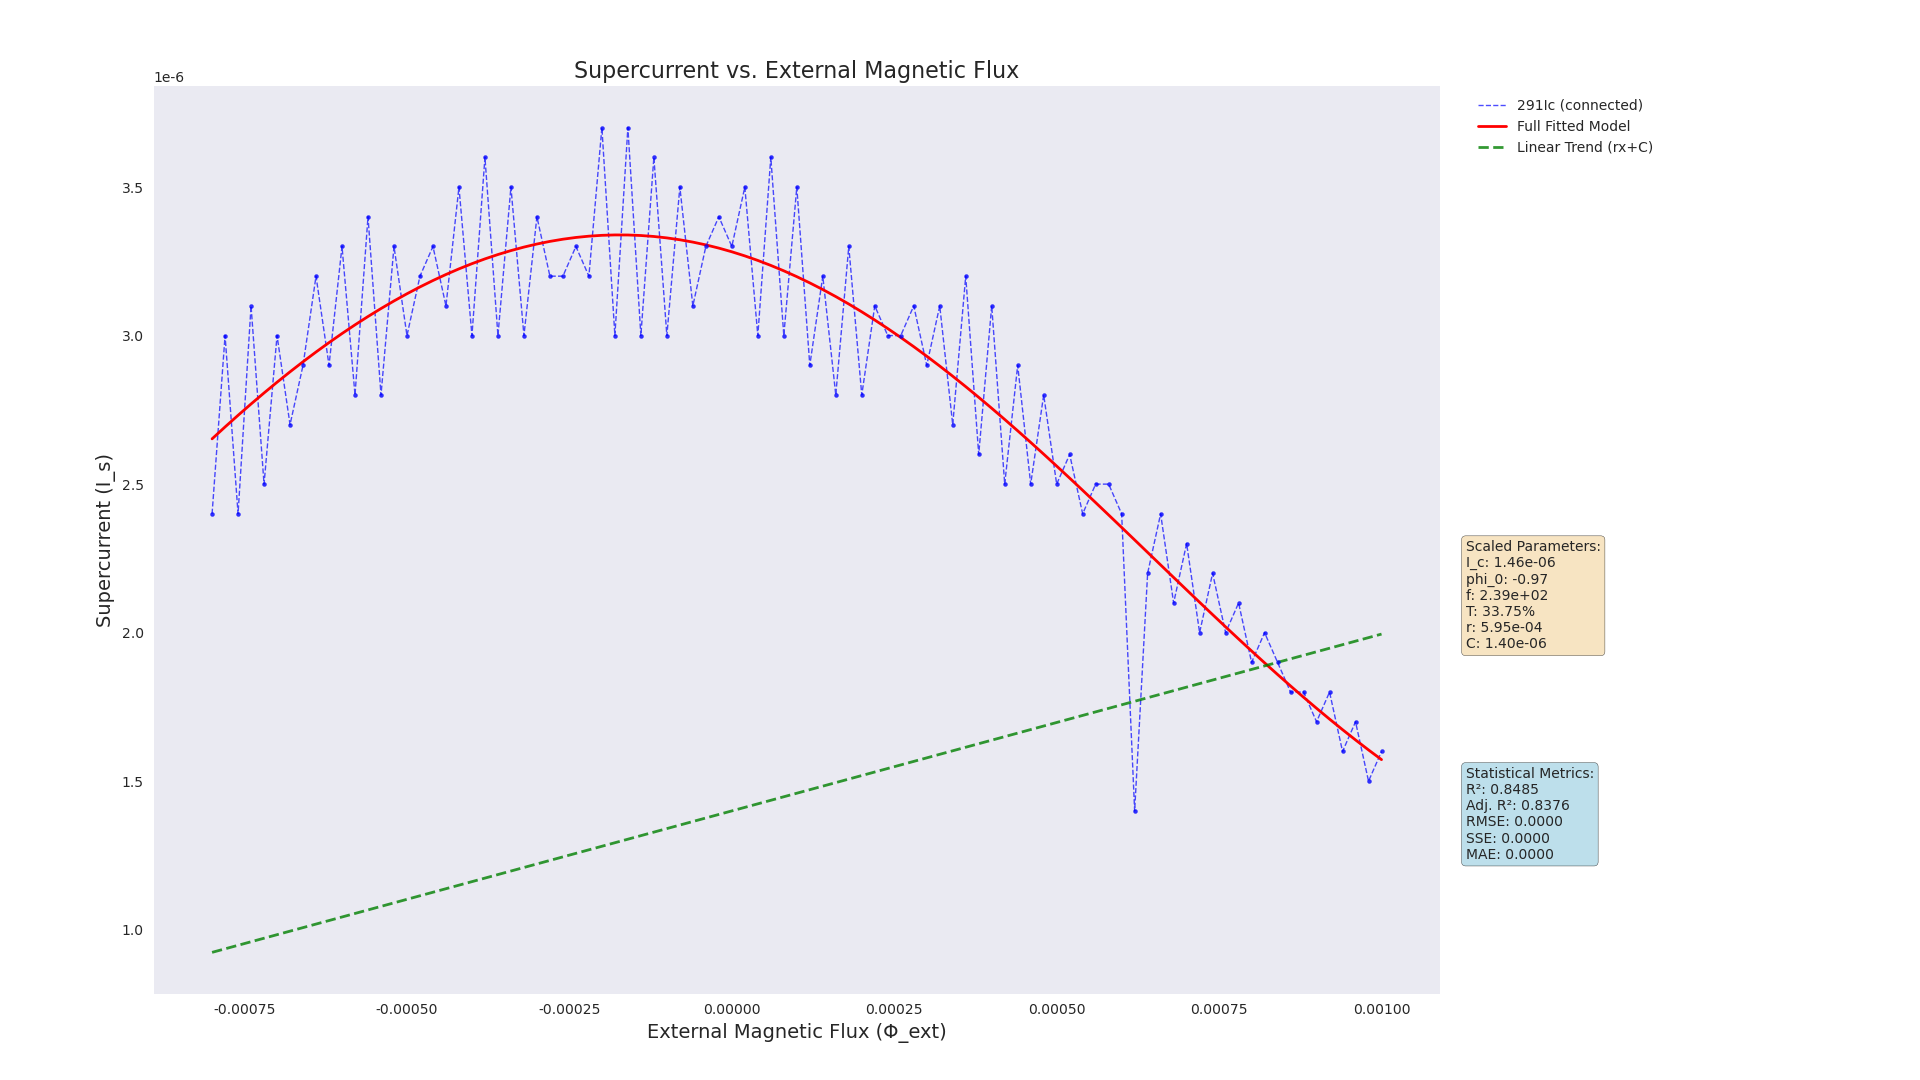 Supercurrent vs. External Magnetic Flux
1e-6
3.5
3.0
2.5
2.0
1.5
1.0
Supercurrent (I_s)
-0.00075
-0.00050
-0.00025
0.00000
0.00025
0.00050
0.00075
0.00100
External Magnetic Flux (Φ_ext)
291Ic (connected)
Full Fitted Model
Linear Trend (rx+C)
Scaled Parameters:
I_c: 1.46e-06
phi_0: -0.97
f: 2.39e+02
T: 33.75%
r: 5.95e-04
C: 1.40e-06
Statistical Metrics:
R²: 0.8485
Adj. R²: 0.8376
RMSE: 0.0000
SSE: 0.0000
MAE: 0.0000